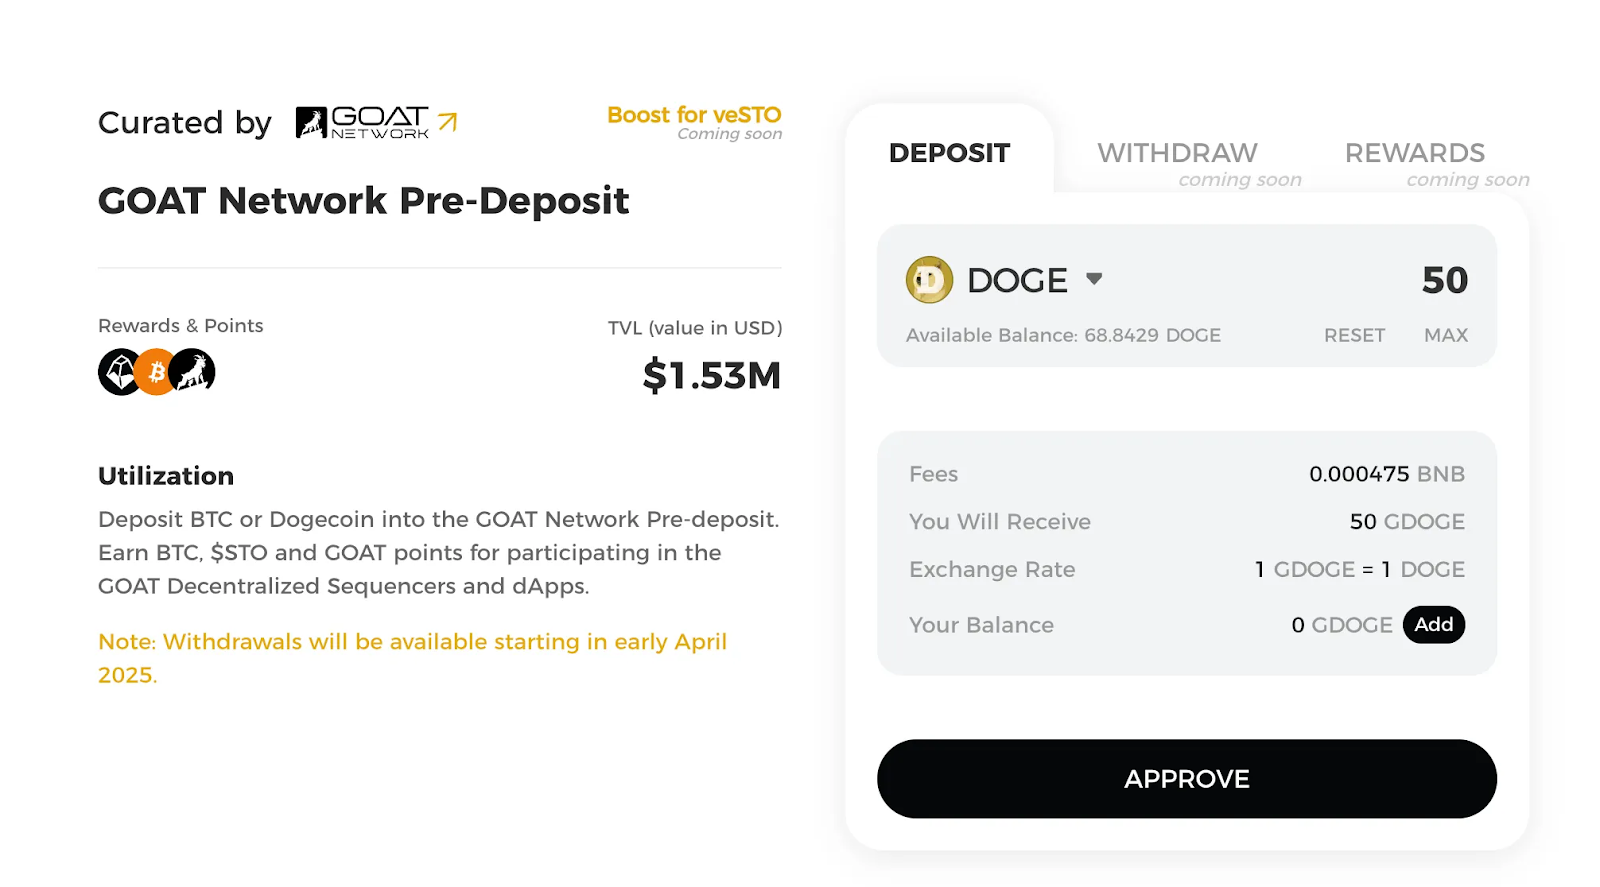 Curated by GOAT NETWORK
Boost for veSTO
Coming soon
GOAT Network Pre-Deposit
Rewards & Points
TVL (value in USD)
$1.53M
Utilization
Deposit BTC or Dogecoin into the GOAT Network Pre-deposit.
Earn BTC, $STO and GOAT points for participating in the
GOAT Decentralized Sequencers and dApps.
Note: Withdrawals will be available starting in early April
2025.
DEPOSIT
WITHDRAW
coming soon
REWARDS
coming soon
DOGE 50
Available Balance: 68.8429 DOGE RESET MAX
Fees 0.000475 BNB
You Will Receive 50 GDOGE
Exchange Rate 1 GDOGE = 1 DOGE
Your Balance 0 GDOGE Add
APPROVE